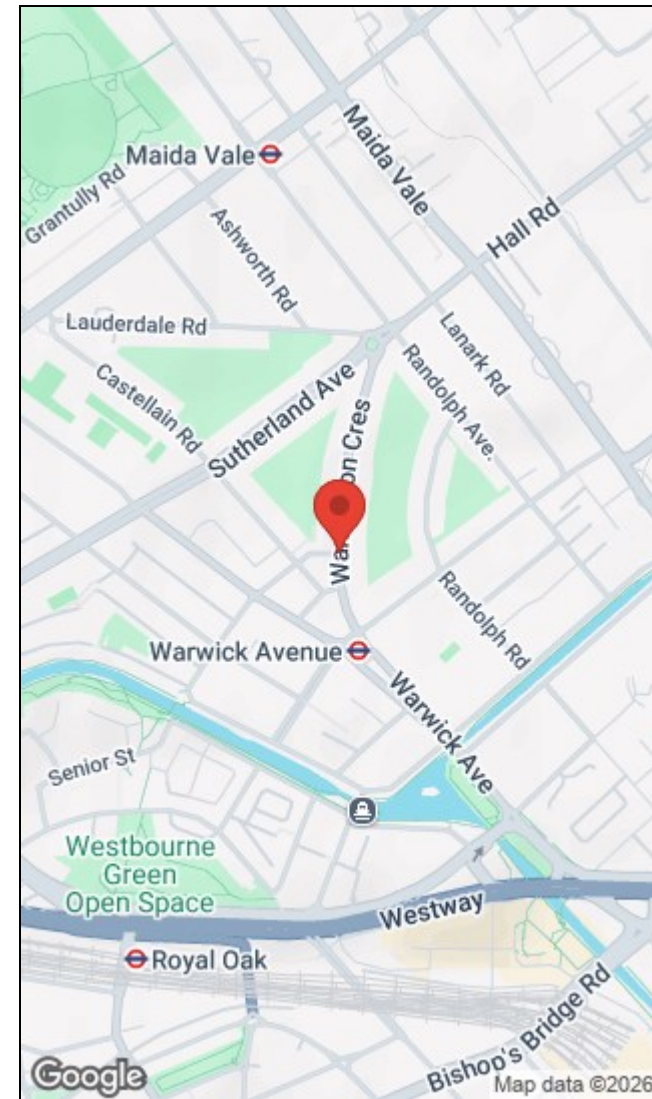 Maida Vale
Maida Vale
Grantully Rd
Hall Rd
Ashworth Rd
Lauderdale Rd
Lanark Rd
Castellain Rd
Sutherland Ave
Randolph Ave.
on Cres
Randolph Rd
Warwick Avenue
Warwick Ave
Senior St
Westbourne
Green
Open Space
Westway
Royal Oak
Bishop's Bridge Rd
Google
Map data ©2026